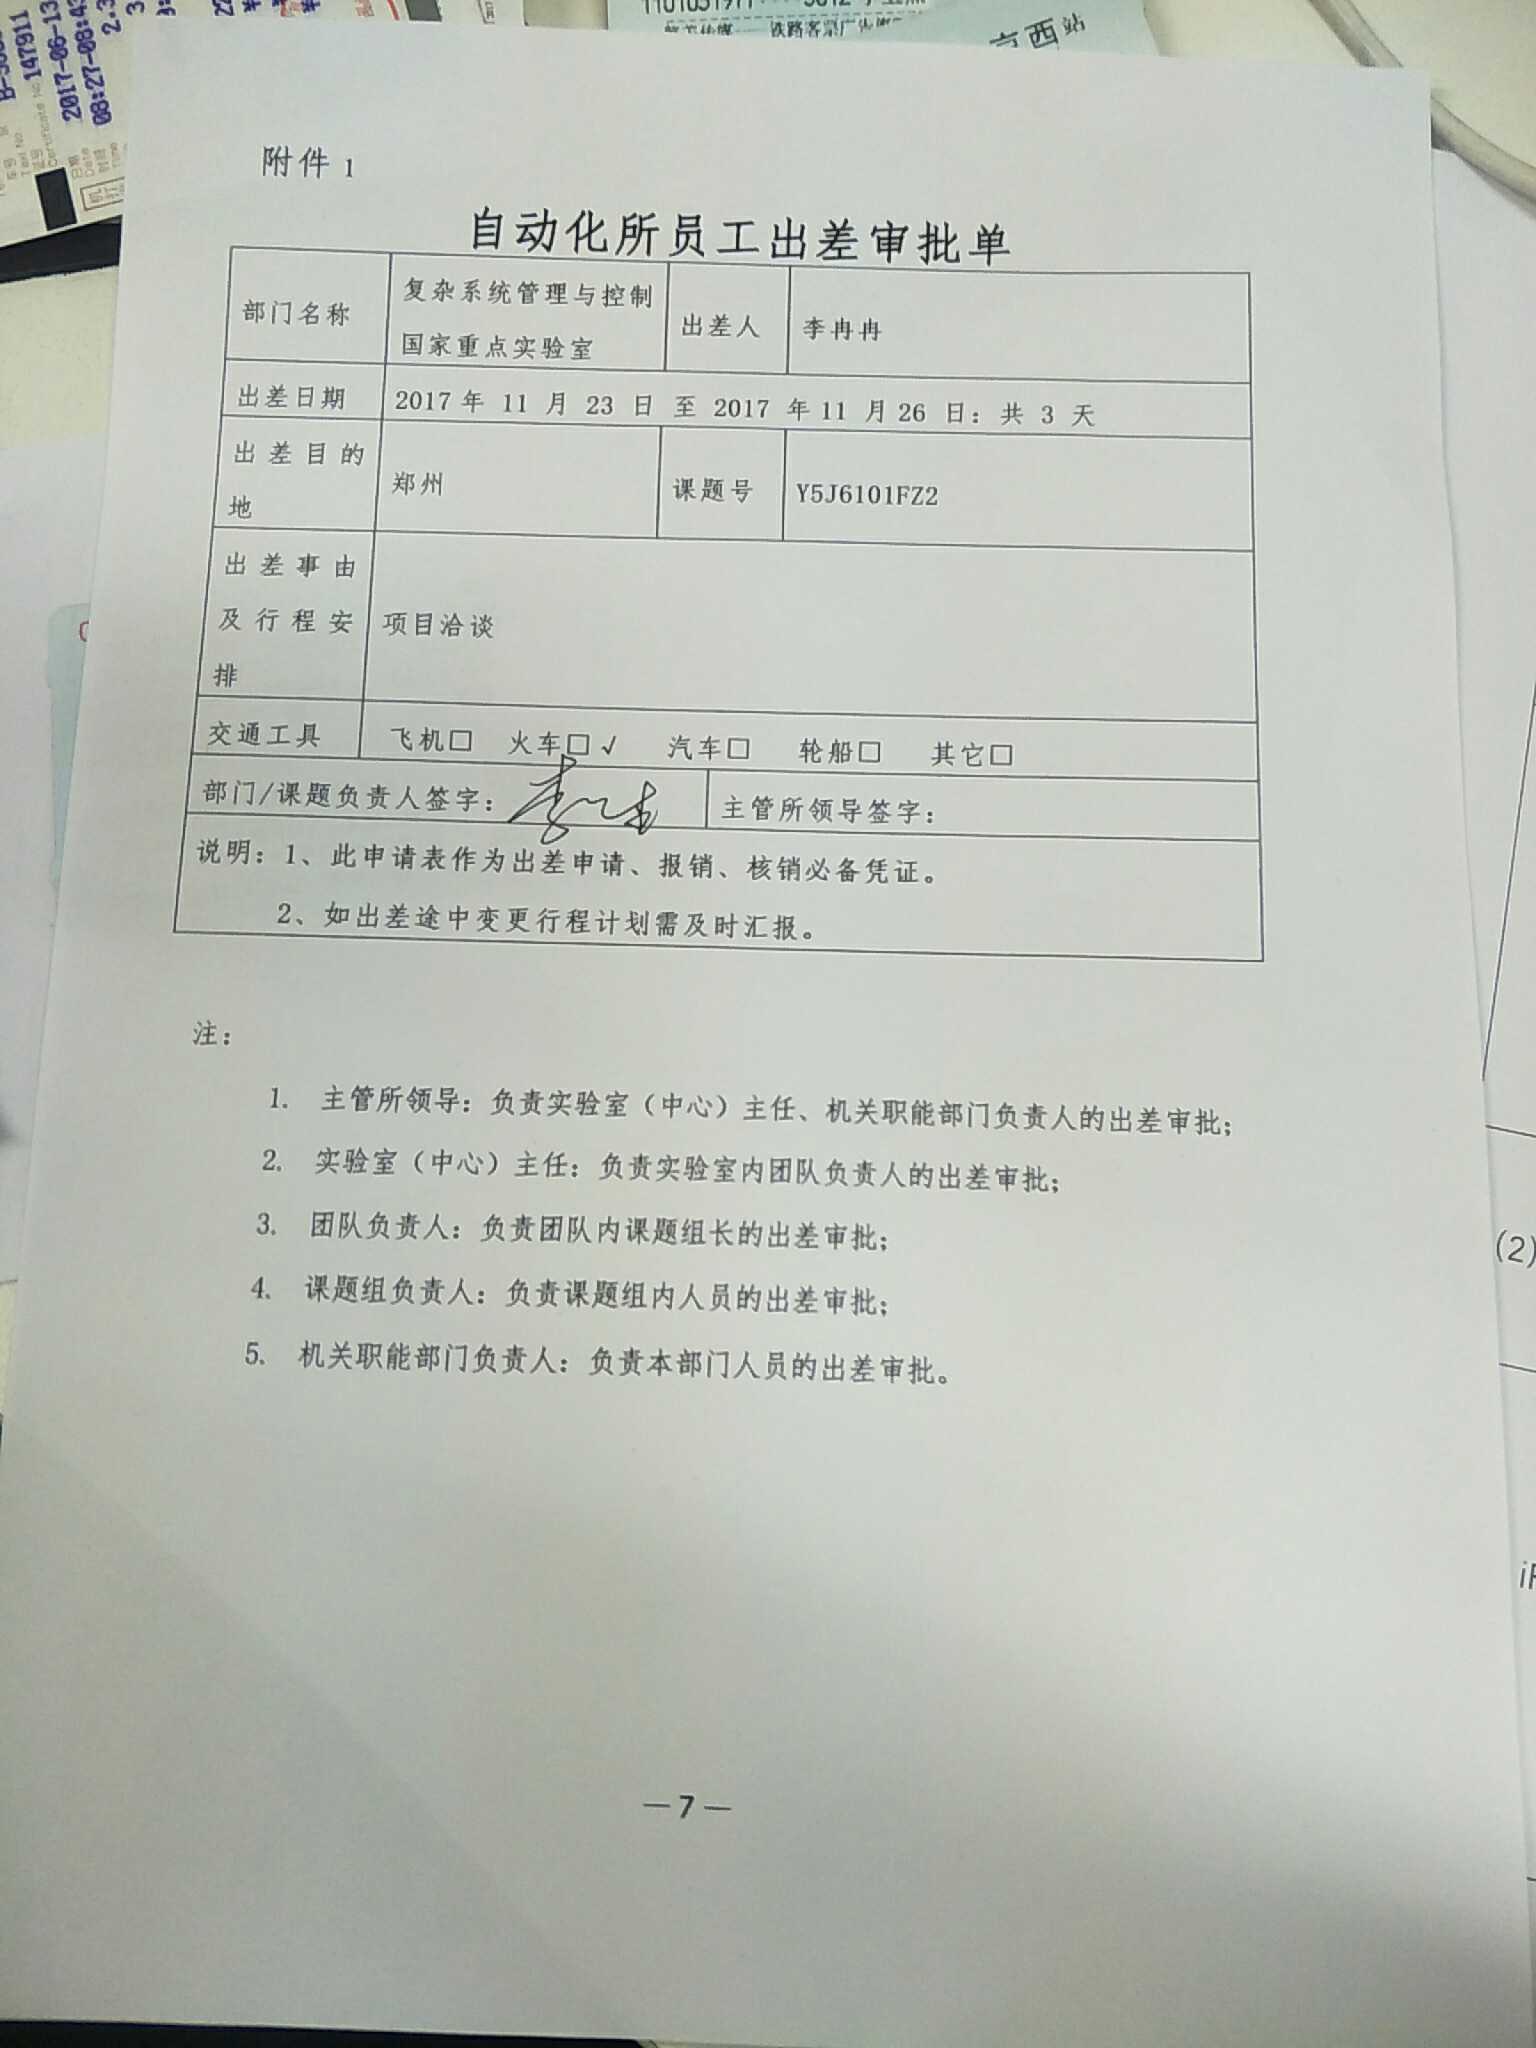 147911
2017-06-13
附件 1
自动化所员工出差审批单
部门名称
复杂系统管理与控制
国家重点实验室
出差人
李冉冉
出差日期
2017 年 11 月 23 日 至 2017 年 11 月 26 日：共 3 天
出差目的
地
郑州
课题号
Y5J6101FZ2
出差事由
及行程安
排
项目洽谈
交通工具
飞机□ 火车□√ 汽车□ 轮船□ 其它□
部门/课题负责人签字：
主管所领导签字：
说明：1、此申请表作为出差申请、报销、核销必备凭证。
2、如出差途中变更行程计划需及时汇报。
注：
1. 主管所领导：负责实验室（中心）主任、机关职能部门负责人的出差审批；
2. 实验室（中心）主任：负责实验室内团队负责人的出差审批；
3. 团队负责人：负责团队内课题组长的出差审批；
4. 课题组负责人：负责课题组内人员的出差审批；
5. 机关职能部门负责人：负责本部门人员的出差审批。
—7—
(2)